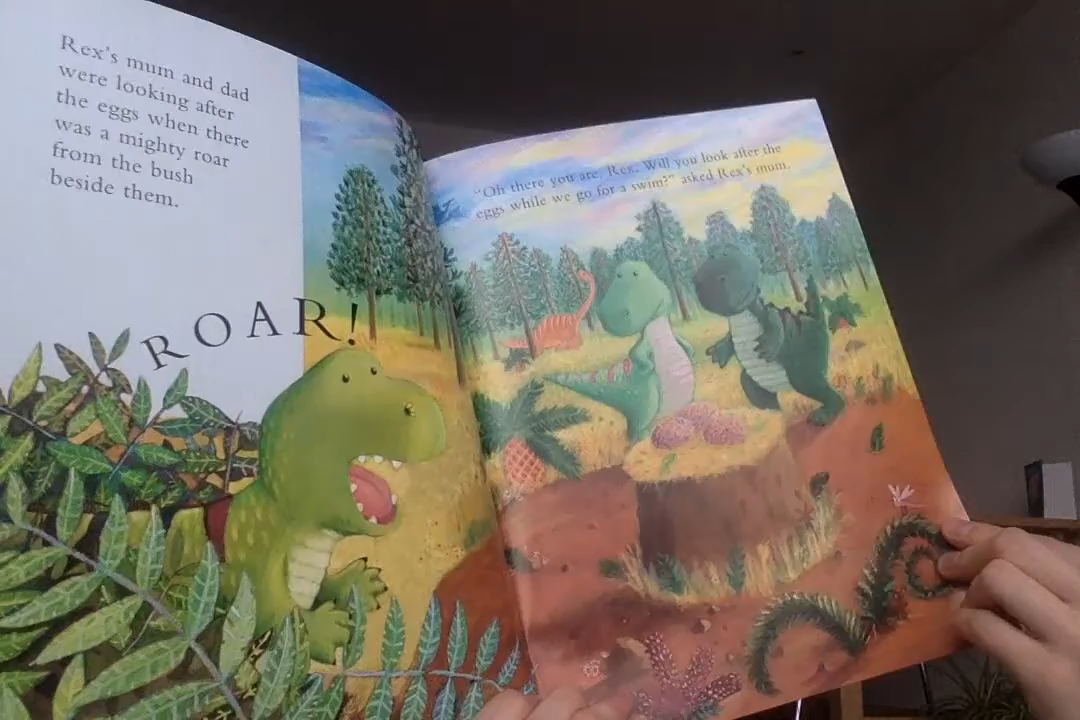 Rex's mum and dad
were looking after
the eggs when there
was a mighty roar
from the bush
beside them.
ROAR!
"Oh there you are, Rex. Will you look after the
eggs while we go for a swim?" asked Rex's mum.